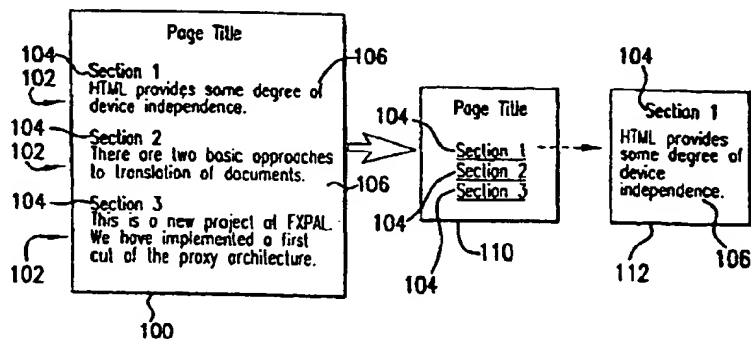 Page Title
104
Section 1
106
102
HTML provides some degree of
device independence.
104
Section 2
102
There are two basic approaches
to translation of documents.
106
104
Section 3
This is a new project at FXPAL.
102
We have implemented a first
cut of the proxy architecture.
100
Page Title
104
Section 1
Section 2
104
Section 3
104
110
104
Section 1
HTML provides
some degree of
device
independence.
112
106